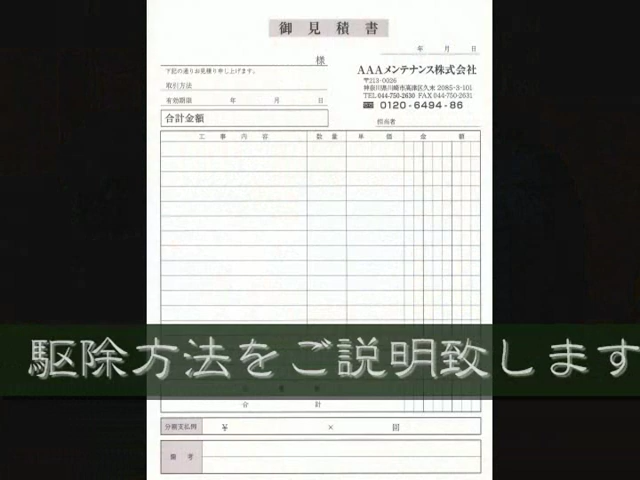 御見積書
年 月 日
様
下記の通りお見積り申し上げます。
取引方法
有効期限 年 月 日
合計金額
AAAメンテナンス株式会社
〒213-0026
神奈川県川崎市高津区久末 2085-3-101
TEL 044-750-2630 FAX 044-750-2631
0120-6494-86
担当者
工事内容 数量 単価 金額
駆除方法をご説明致します
合計
分割支払例 ¥ × 回
備考